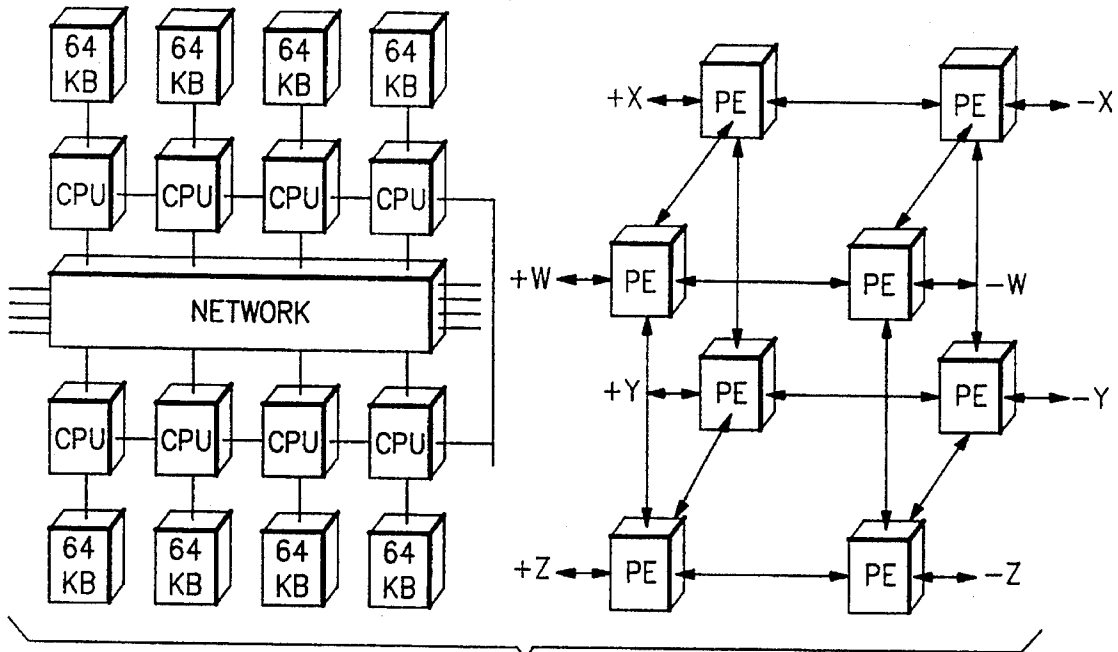 64 KB
64 KB
64 KB
64 KB
CPU
CPU
CPU
CPU
NETWORK
CPU
CPU
CPU
CPU
64 KB
64 KB
64 KB
64 KB
+X
PE
PE
-X
+W
PE
PE
-W
+Y
PE
PE
-Y
+Z
PE
PE
-Z